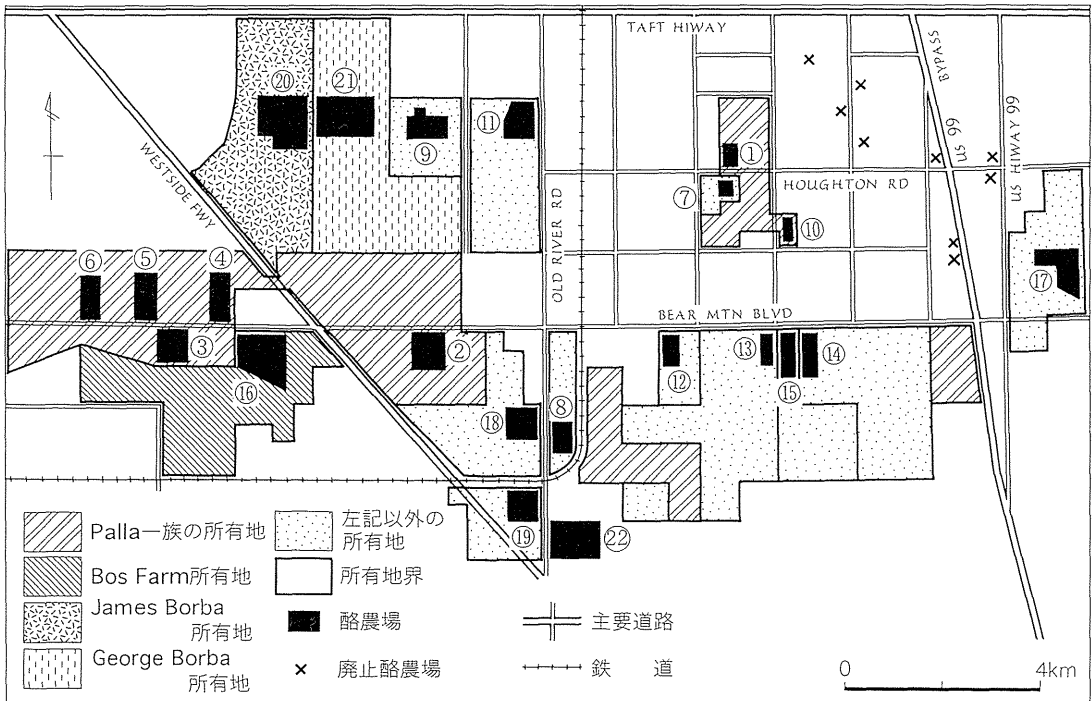 TAFT HIWAY
BYPASS
US 99
US HIWAY 99
WESTSIDE FWY
OLD RIVER RD
HOUGHTON RD
BEAR MTN BLVD
⑳
㉑
⑨
⑪
①
⑦
⑩
⑰
⑥
⑤
④
③
⑯
②
⑱
⑧
⑫
⑬
⑮
⑭
⑲
㉒
Palla一族の所有地
左記以外の
所有地
Bos Farm所有地
所有地界
James Borba
所有地
酪農場
主要道路
George Borba
所有地
廃止酪農場
鉄 道
0 4km